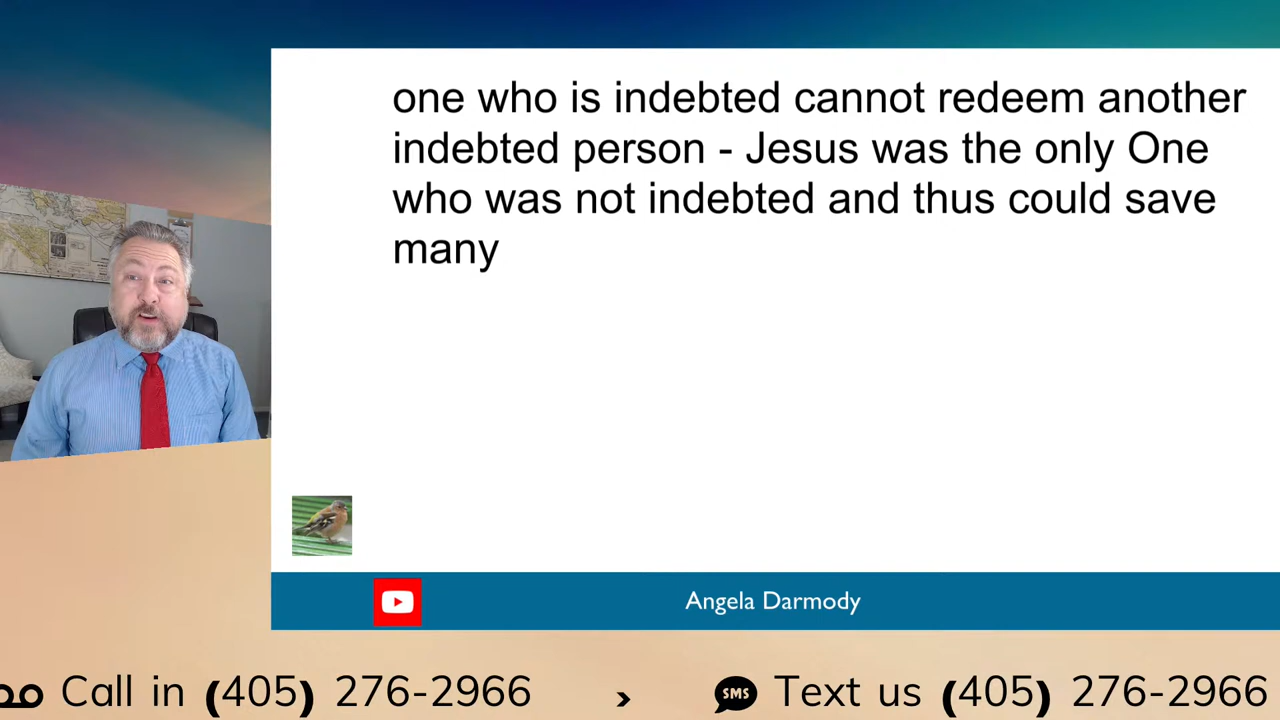 one who is indebted cannot redeem another
indebted person - Jesus was the only One
who was not indebted and thus could save
many
Angela Darmody
Call in (405) 276-2966 › SMS Text us (405) 276-2966